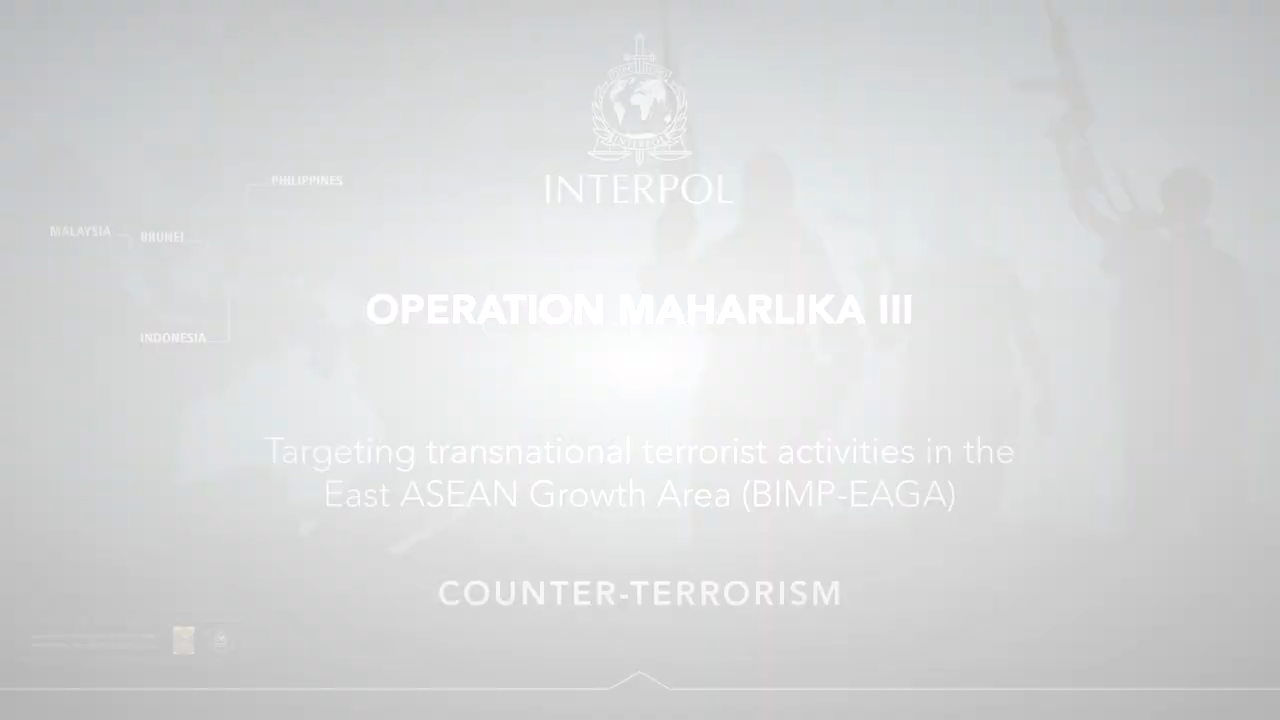 INTERPOL
INTERPOL
PHILIPPINES
MALAYSIA
BRUNEI
OPERATION MAHARLIKA III
INDONESIA
Targeting transnational terrorist activities in the
East ASEAN Growth Area (BIMP-EAGA)
COUNTER-TERRORISM